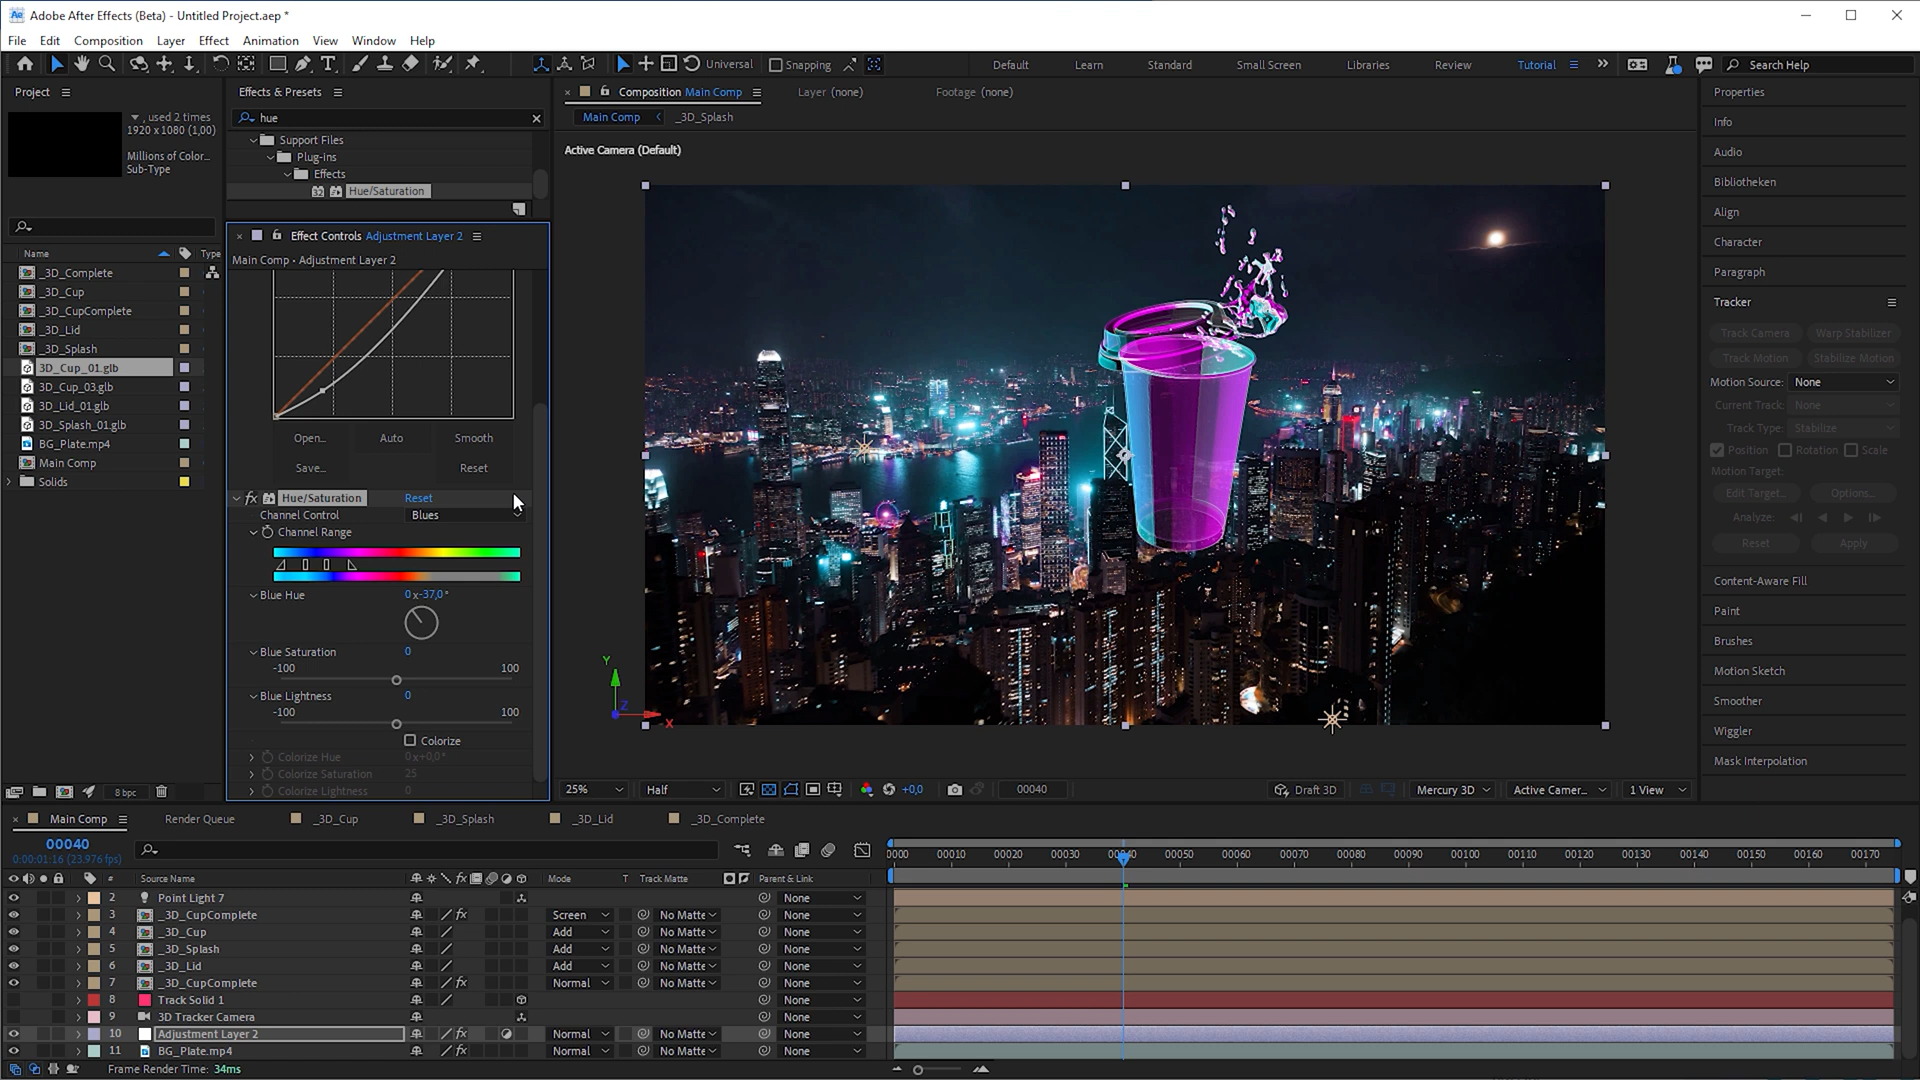 Adobe After Effects (Beta) - Untitled Project.aep *
File Edit Composition Layer Effect Animation View Window Help
Universal Snapping Default Learn Standard Small Screen Libraries Review Tutorial Search Help
Project
, used 2 times
1920 x 1080 (1,00)
Millions of Color...
Sub-Type
Name Type
_3D_Complete
_3D_Cup
_3D_CupComplete
_3D_Lid
_3D_Splash
3D_Cup_01.glb
3D_Cup_03.glb
3D_Lid_01.glb
3D_Splash_01.glb
BG_Plate.mp4
Main Comp
Solids
8 bpc
Effects & Presets
hue
Support Files
Plug-ins
Effects
32 Hue/Saturation
Effect Controls Adjustment Layer 2
Main Comp • Adjustment Layer 2
Open... Auto Smooth
Save... Reset
fx Hue/Saturation Reset
Channel Control Blues
Channel Range
Blue Hue 0x-37,0°
Blue Saturation 0
-100 100
Blue Lightness 0
-100 100
Colorize
Colorize Hue 0x+0,0°
Colorize Saturation 25
Colorize Lightness 0
Composition Main Comp Layer (none) Footage (none)
Main Comp _3D_Splash
Active Camera (Default)
Y
Z
X
25% Half +0,0 00040 Draft 3D Mercury 3D Active Camer... 1 View
Properties
Info
Audio
Bibliotheken
Align
Character
Paragraph
Tracker
Track Camera Warp Stabilizer
Track Motion Stabilize Motion
Motion Source: None
Current Track: None
Track Type: Stabilize
Position Rotation Scale
Motion Target:
Edit Target... Options...
Analyze:
Reset Apply
Content-Aware Fill
Paint
Brushes
Motion Sketch
Smoother
Wiggler
Mask Interpolation
Main Comp Render Queue _3D_Cup _3D_Splash _3D_Lid _3D_Complete
00040
0:00:01:16 (23.976 fps)
0000 00010 00020 00030 00040 00050 00060 00070 00080 00090 00100 00110 00120 00130 00140 00150 00160 00170
# Source Name fx Mode T Track Matte Parent & Link
2 Point Light 7 None
3 _3D_CupComplete fx Screen No Matte None
4 _3D_Cup Add No Matte None
5 _3D_Splash Add No Matte None
6 _3D_Lid Add No Matte None
7 _3D_CupComplete fx Normal No Matte None
8 Track Solid 1 None
9 3D Tracker Camera None
10 Adjustment Layer 2 fx Normal No Matte None
11 BG_Plate.mp4 fx Normal No Matte None
Frame Render Time: 34ms